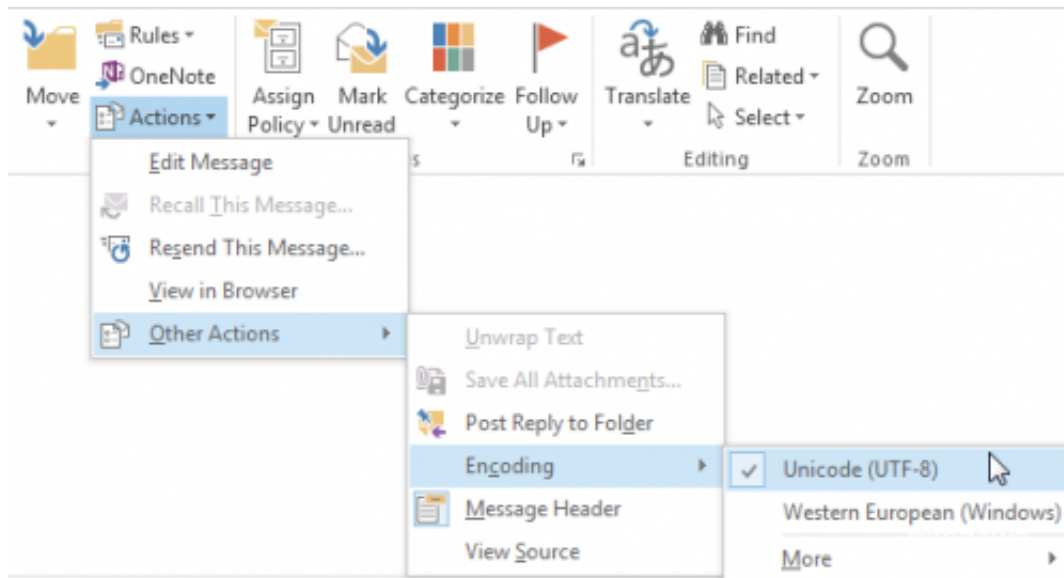 Move
Rules
OneNote
Actions
Assign Policy
Mark Unread
Categorize
Follow Up
Translate
Find
Related
Select
Zoom
s
Editing
Zoom
Edit Message
Recall This Message...
Resend This Message...
View in Browser
Other Actions
Unwrap Text
Save All Attachments...
Post Reply to Folder
Encoding
Message Header
View Source
Unicode (UTF-8)
Western European (Windows)
More